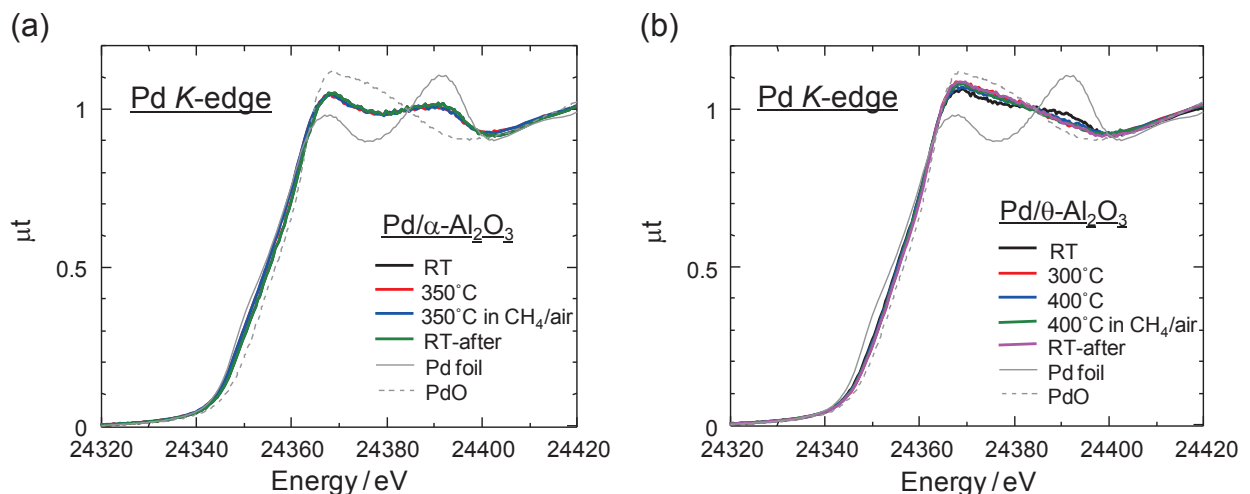 (a)
Pd K-edge
μt
1
0.5
0
Pd/α-Al₂O₃
RT
350˚C
350˚C in CH₄/air
RT-after
Pd foil
PdO
24320 24340 24360 24380 24400 24420
Energy / eV
(b)
Pd K-edge
μt
1
0.5
0
Pd/θ-Al₂O₃
RT
300˚C
400˚C
400˚C in CH₄/air
RT-after
Pd foil
PdO
24320 24340 24360 24380 24400 24420
Energy / eV